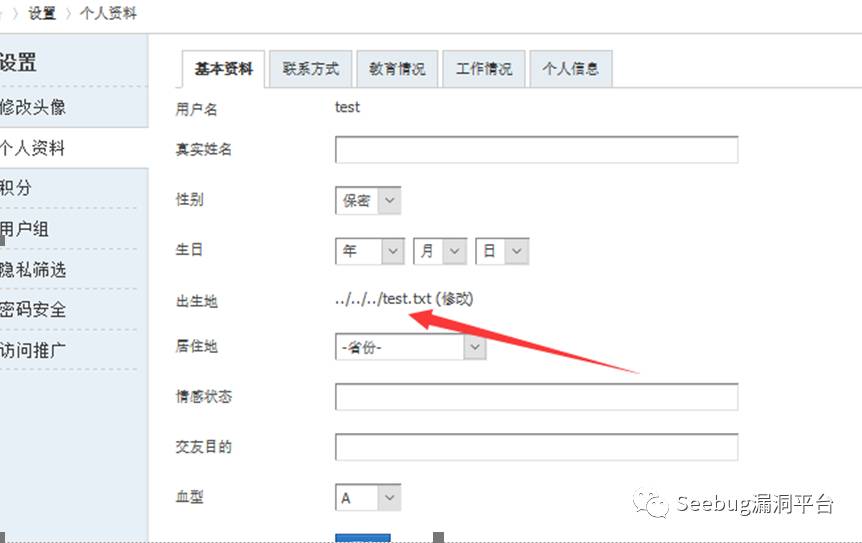 设置 〉 个人资料
设置
修改头像
个人资料
积分
用户组
隐私筛选
密码安全
访问推广
基本资料 联系方式 教育情况 工作情况 个人信息
用户名 test
真实姓名
性别 保密
生日 年 月 日
出生地 ../../../test.txt (修改)
居住地 -省份-
情感状态
交友目的
血型 A
Seebug漏洞平台